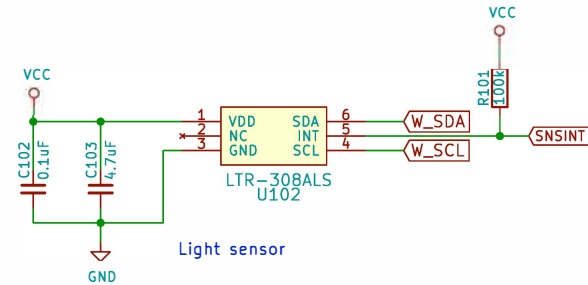 VCC
VCC
R101
100k
C102
0.1uF
C103
4.7uF
1 VDD SDA 6 W_SDA
2 NC INT 5 SNSINT
3 GND SCL 4 W_SCL
LTR-308ALS
U102
Light sensor
GND